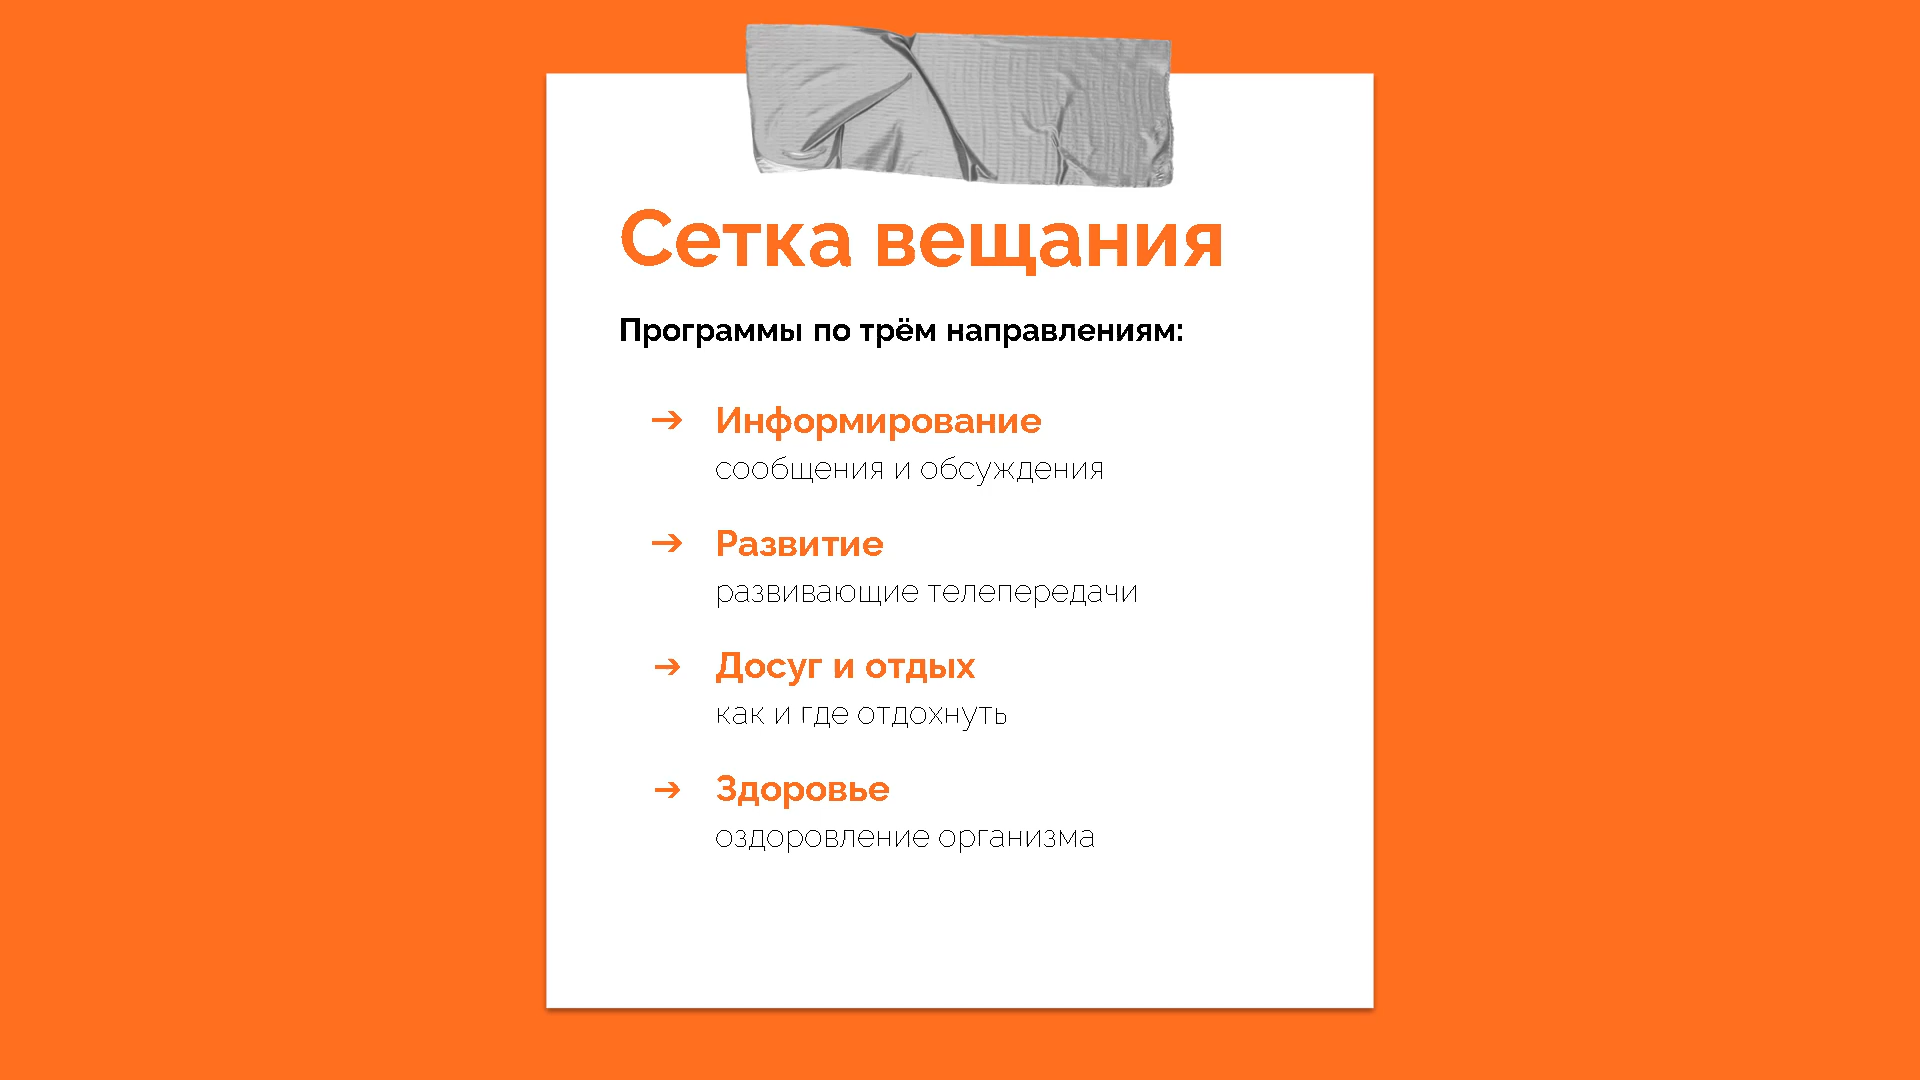 Сетка вещания
Программы по трём направлениям:
➔ Информирование
сообщения и обсуждения
➔ Развитие
развивающие телепередачи
➔ Досуг и отдых
как и где отдохнуть
➔ Здоровье
оздоровление организма